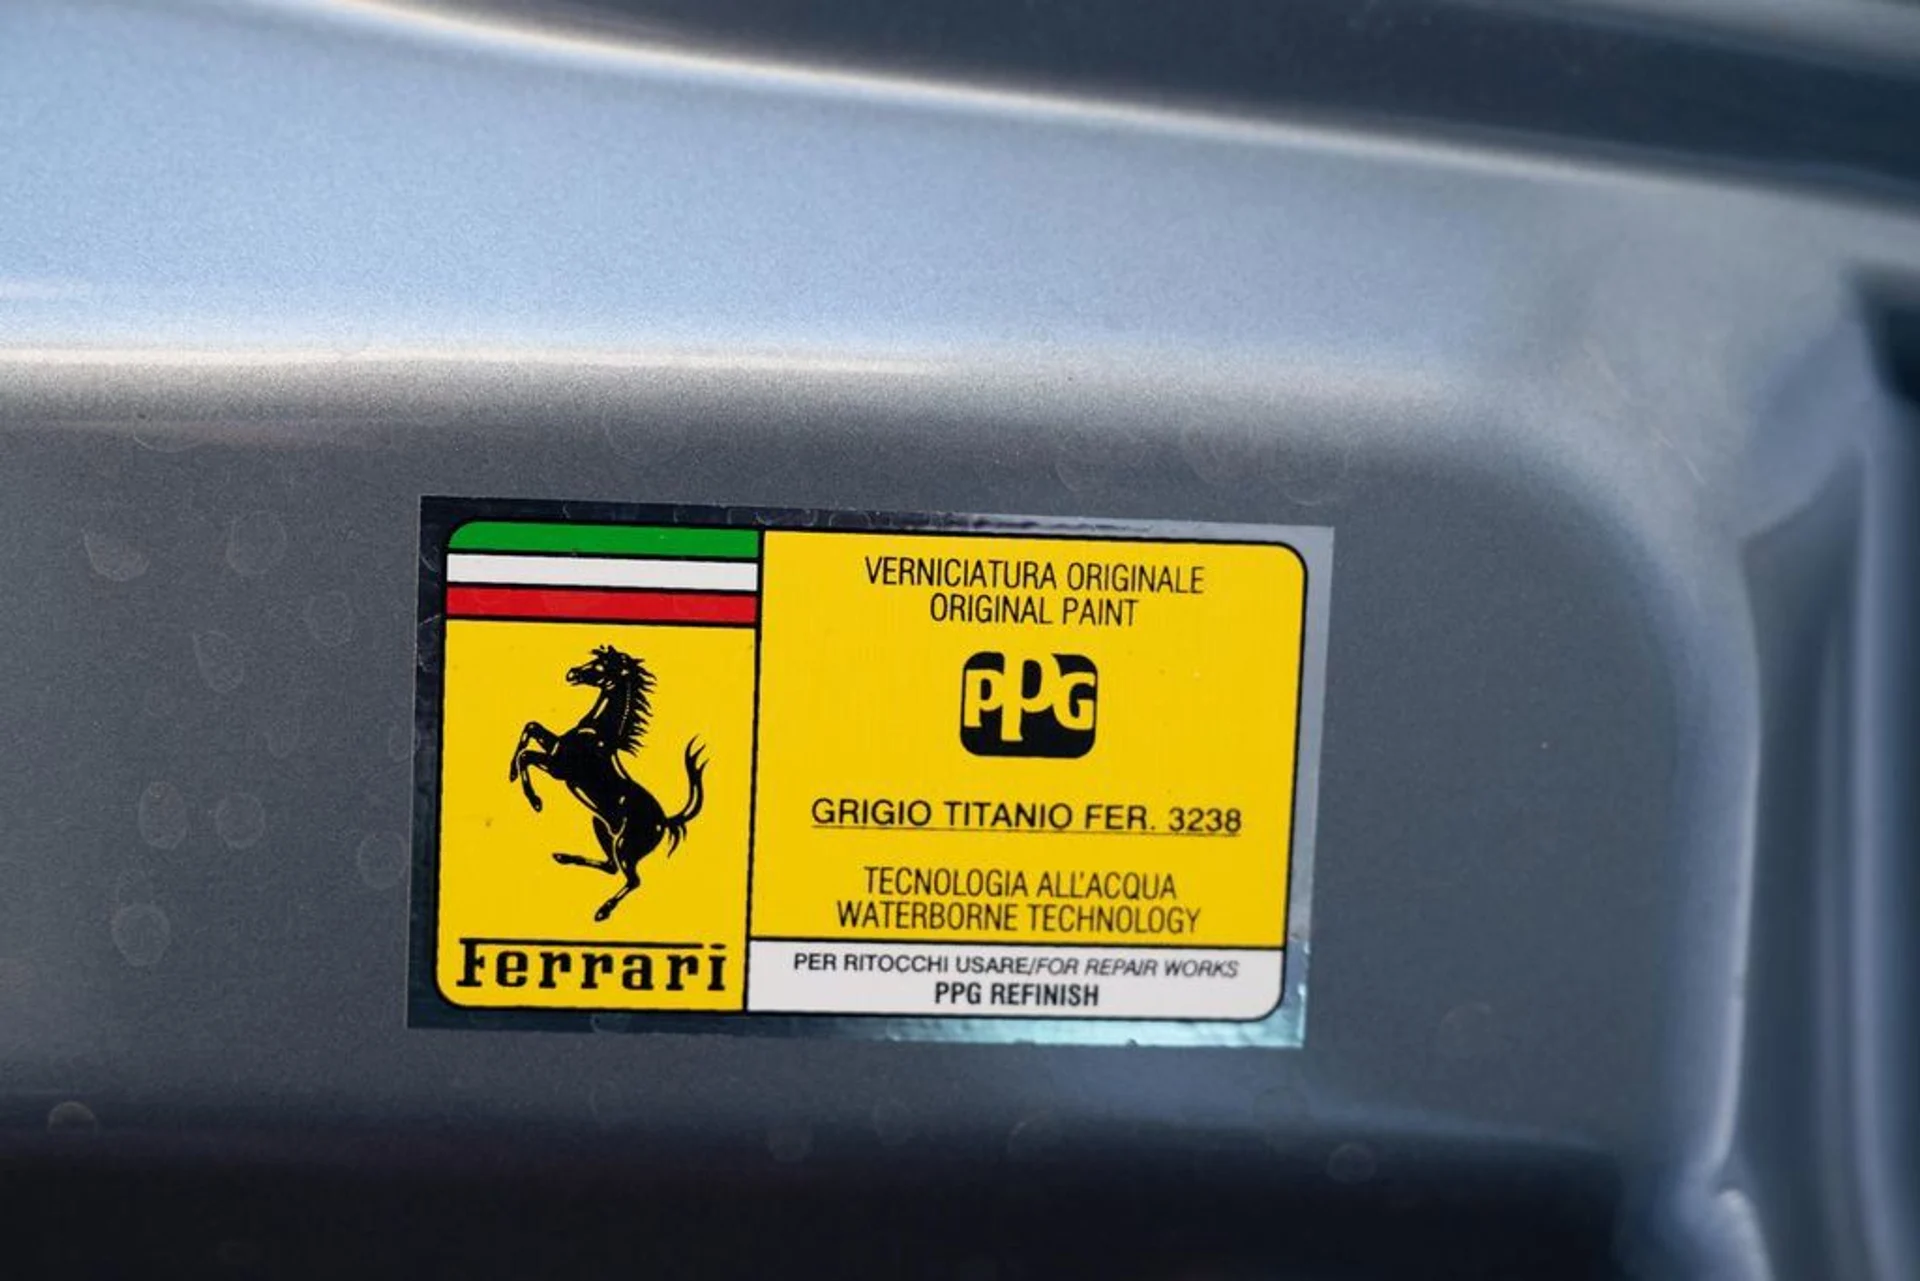 VERNICIATURA ORIGINALE
ORIGINAL PAINT
PPG
GRIGIO TITANIO FER. 3238
TECNOLOGIA ALL'ACQUA
WATERBORNE TECHNOLOGY
Ferrari
PER RITOCCHI USARE/FOR REPAIR WORKS
PPG REFINISH